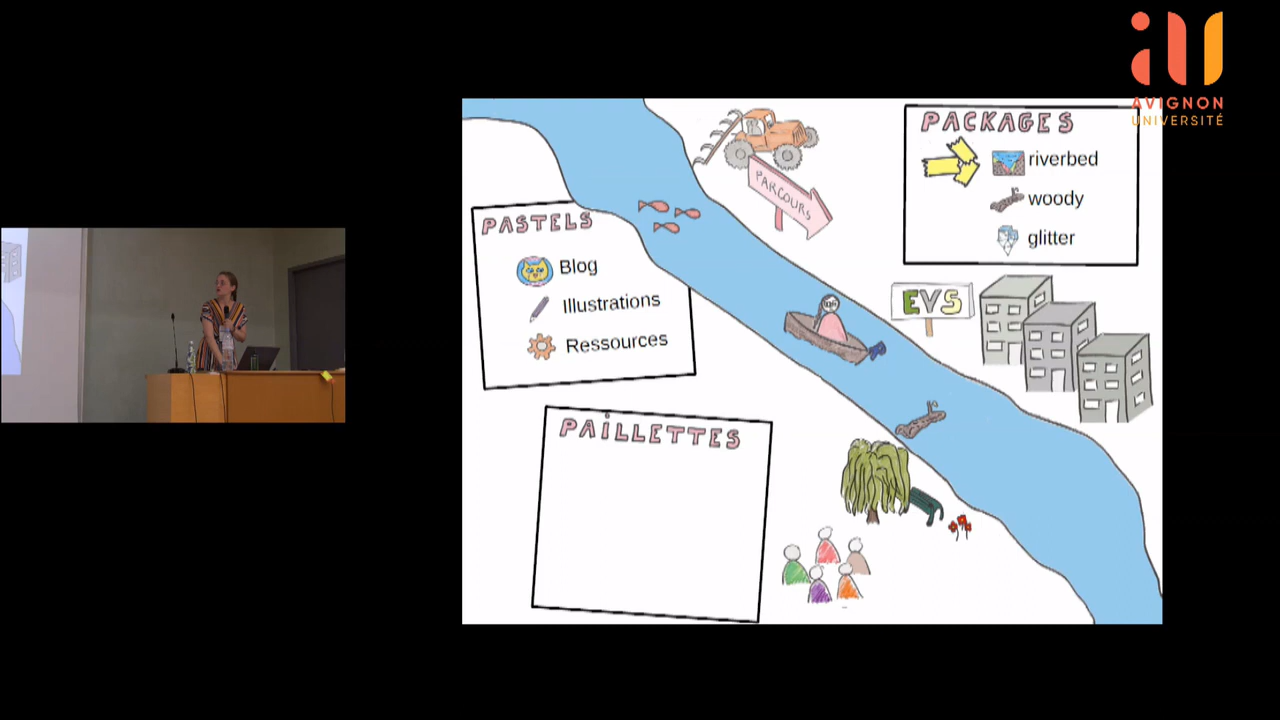 AVIGNON
UNIVERSITÉ
PACKAGES
riverbed
woody
glitter
PARCOURS
PASTELS
Blog
Illustrations
Ressources
EVS
PAILLETTES